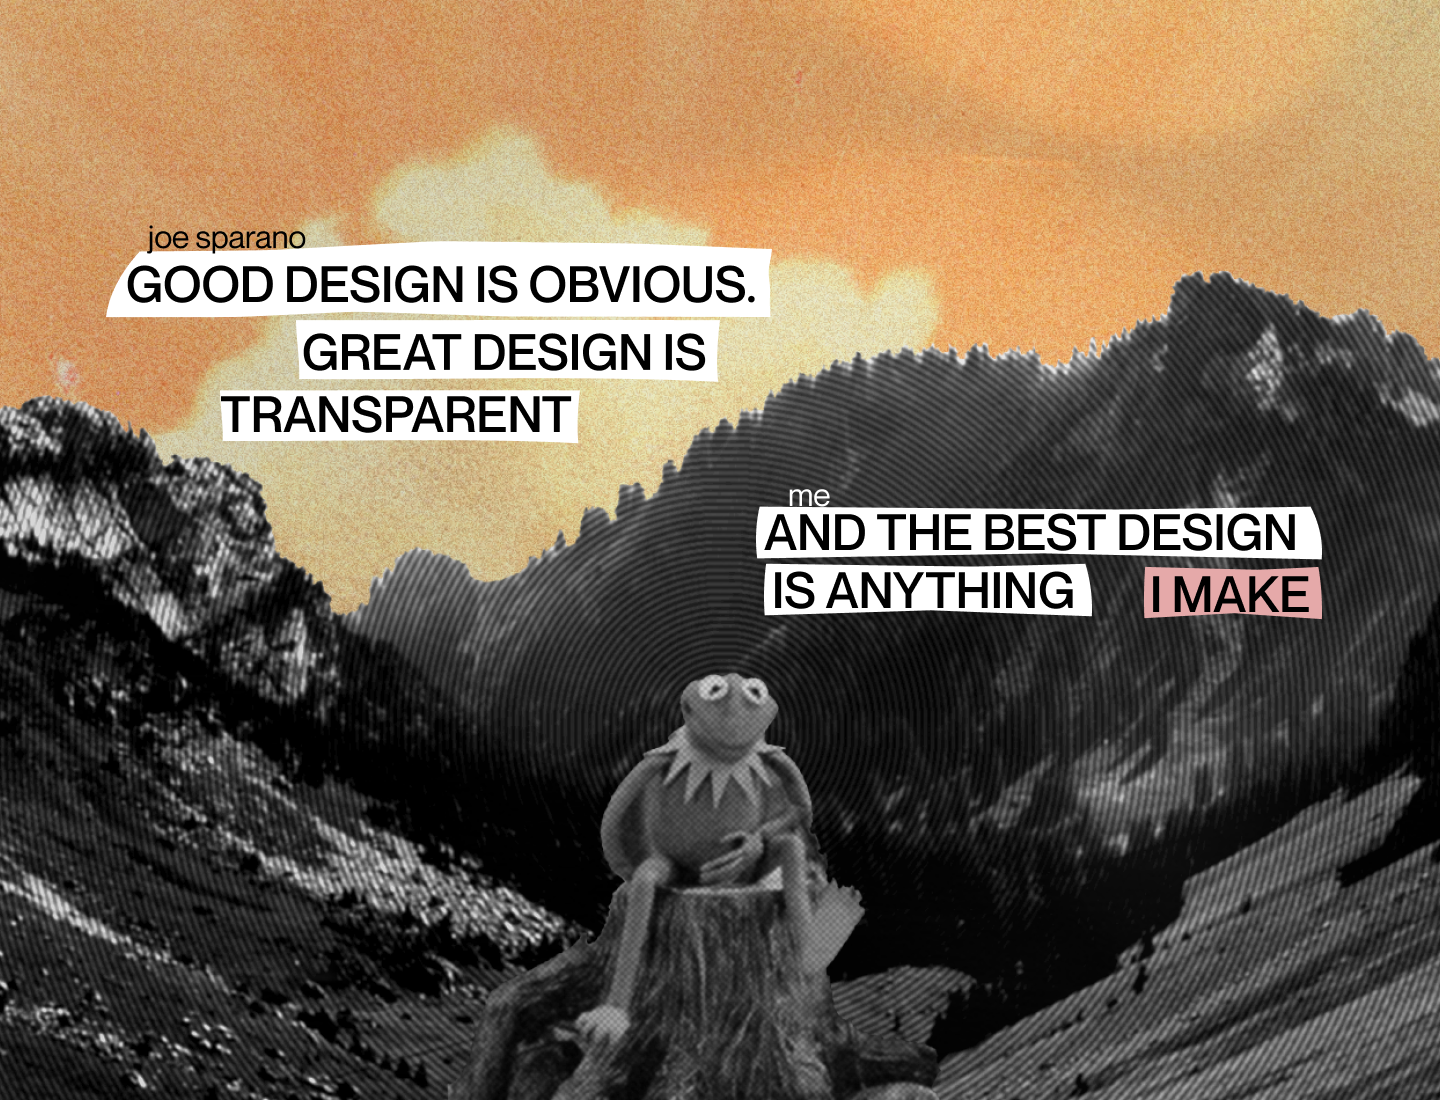 joe sparano
GOOD DESIGN IS OBVIOUS.
GREAT DESIGN IS
TRANSPARENT
me
AND THE BEST DESIGN
IS ANYTHING I MAKE